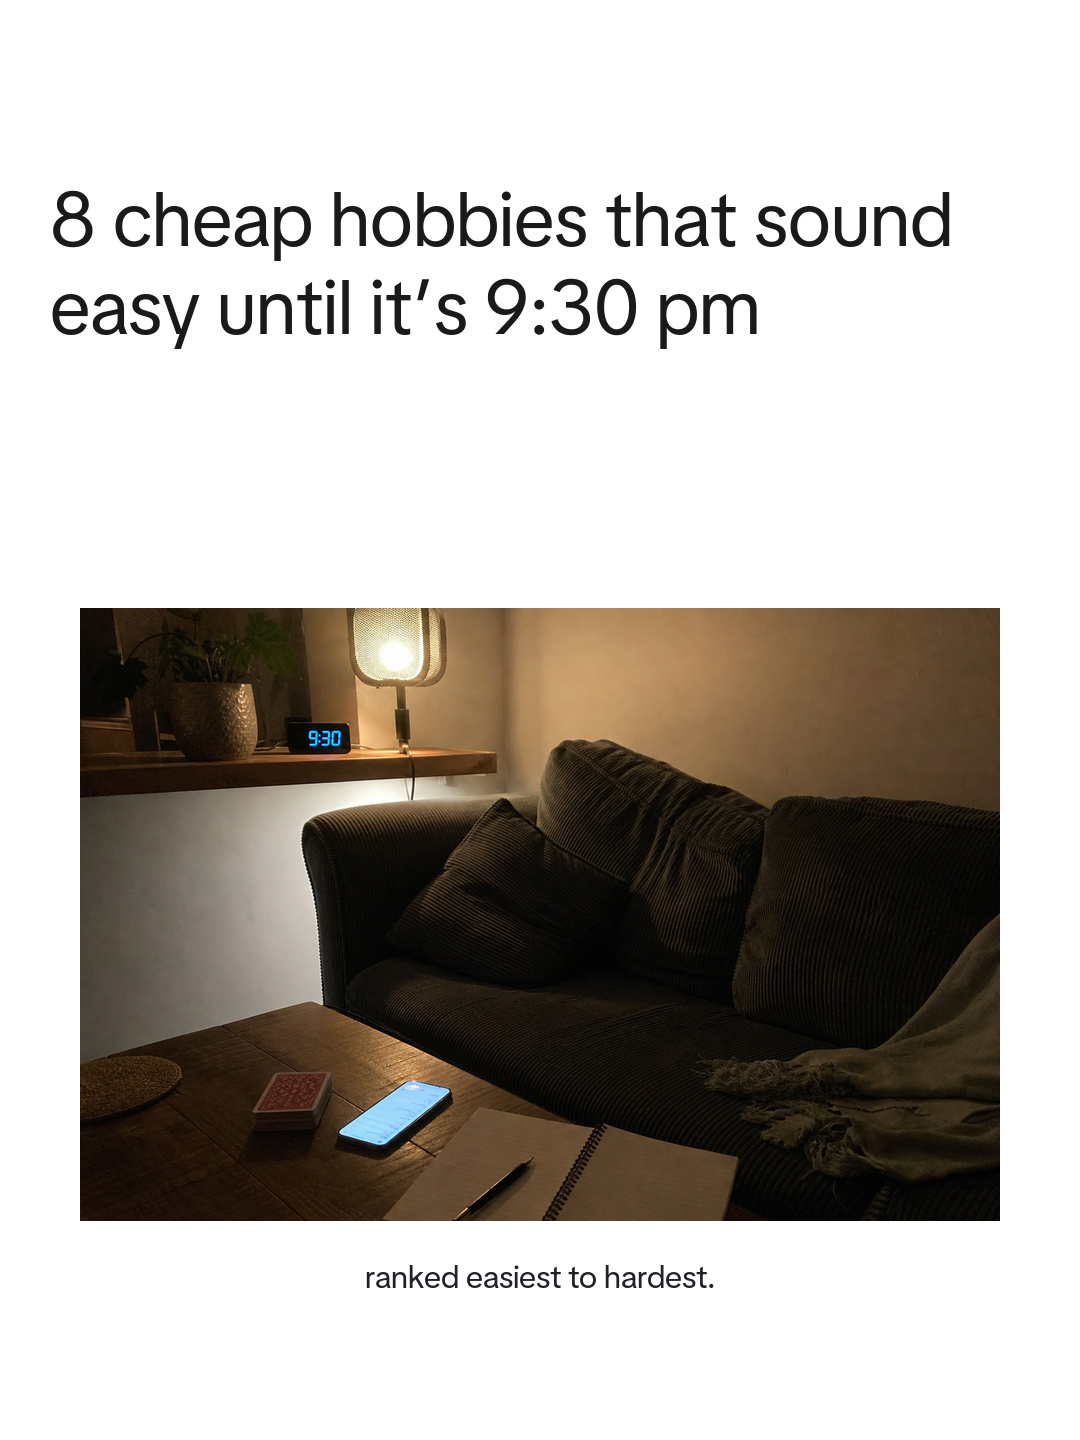 8 cheap hobbies that sound
easy until it’s 9:30 pm
9:30
ranked easiest to hardest.